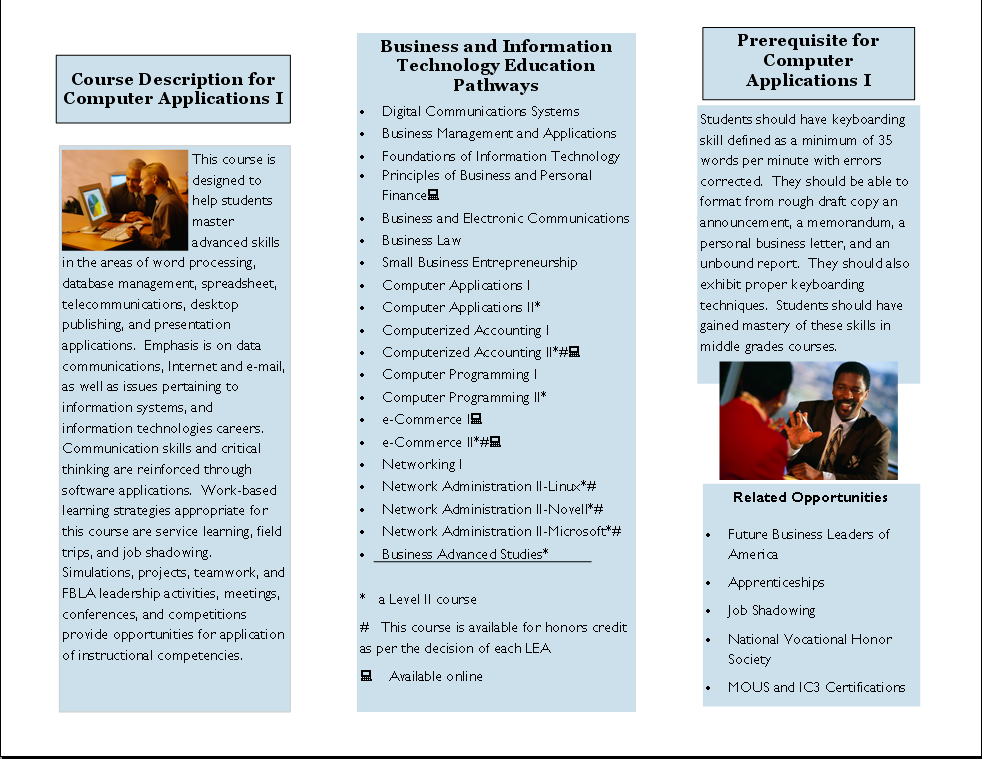 Course Description for
Computer Applications I
This course is
designed to
help students
master
advanced skills
in the areas of word processing,
database management, spreadsheet,
telecommunications, desktop
publishing, and presentation
applications.  Emphasis is on data
communications, Internet and e-mail,
as well as issues pertaining to
information systems, and
information technologies careers.
Communication skills and critical
thinking are reinforced through
software applications.  Work-based
learning strategies appropriate for
this course are service learning, field
trips, and job shadowing.
Simulations, projects, teamwork, and
FBLA leadership activities, meetings,
conferences, and competitions
provide opportunities for application
of instructional competencies.
Business and Information
Technology Education
Pathways
• Digital Communications Systems
• Business Management and Applications
• Foundations of Information Technology
• Principles of Business and Personal
Finance🖥
• Business and Electronic Communications
• Business Law
• Small Business Entrepreneurship
• Computer Applications I
• Computer Applications II*
• Computerized Accounting I
• Computerized Accounting II*#🖥
• Computer Programming I
• Computer Programming II*
• e-Commerce I🖥
• e-Commerce II*#🖥
• Networking I
• Network Administration II-Linux*#
• Network Administration II-Novell*#
• Network Administration II-Microsoft*#
• Business Advanced Studies*
* a Level II course
# This course is available for honors credit
as per the decision of each LEA
🖥 Available online
Prerequisite for
Computer
Applications I
Students should have keyboarding
skill defined as a minimum of 35
words per minute with errors
corrected.  They should be able to
format from rough draft copy an
announcement, a memorandum, a
personal business letter, and an
unbound report.  They should also
exhibit proper keyboarding
techniques.  Students should have
gained mastery of these skills in
middle grades courses.
Related Opportunities
• Future Business Leaders of
America
• Apprenticeships
• Job Shadowing
• National Vocational Honor
Society
• MOUS and IC3 Certifications